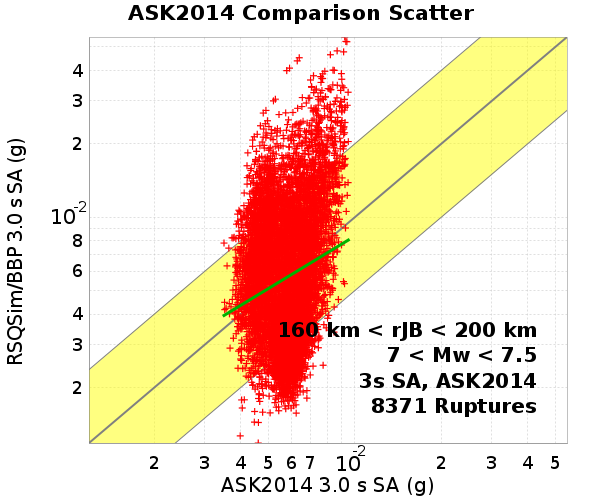 ASK2014 Comparison Scatter
RSQSim/BBP 3.0 s SA (g)
4
3
2
10-2
8
6
4
3
2
160 km < rJB < 200 km
7 < Mw < 7.5
3s SA, ASK2014
8371 Ruptures
2 3 4 5 6 7 10-2 2 3 4 5
ASK2014 3.0 s SA (g)